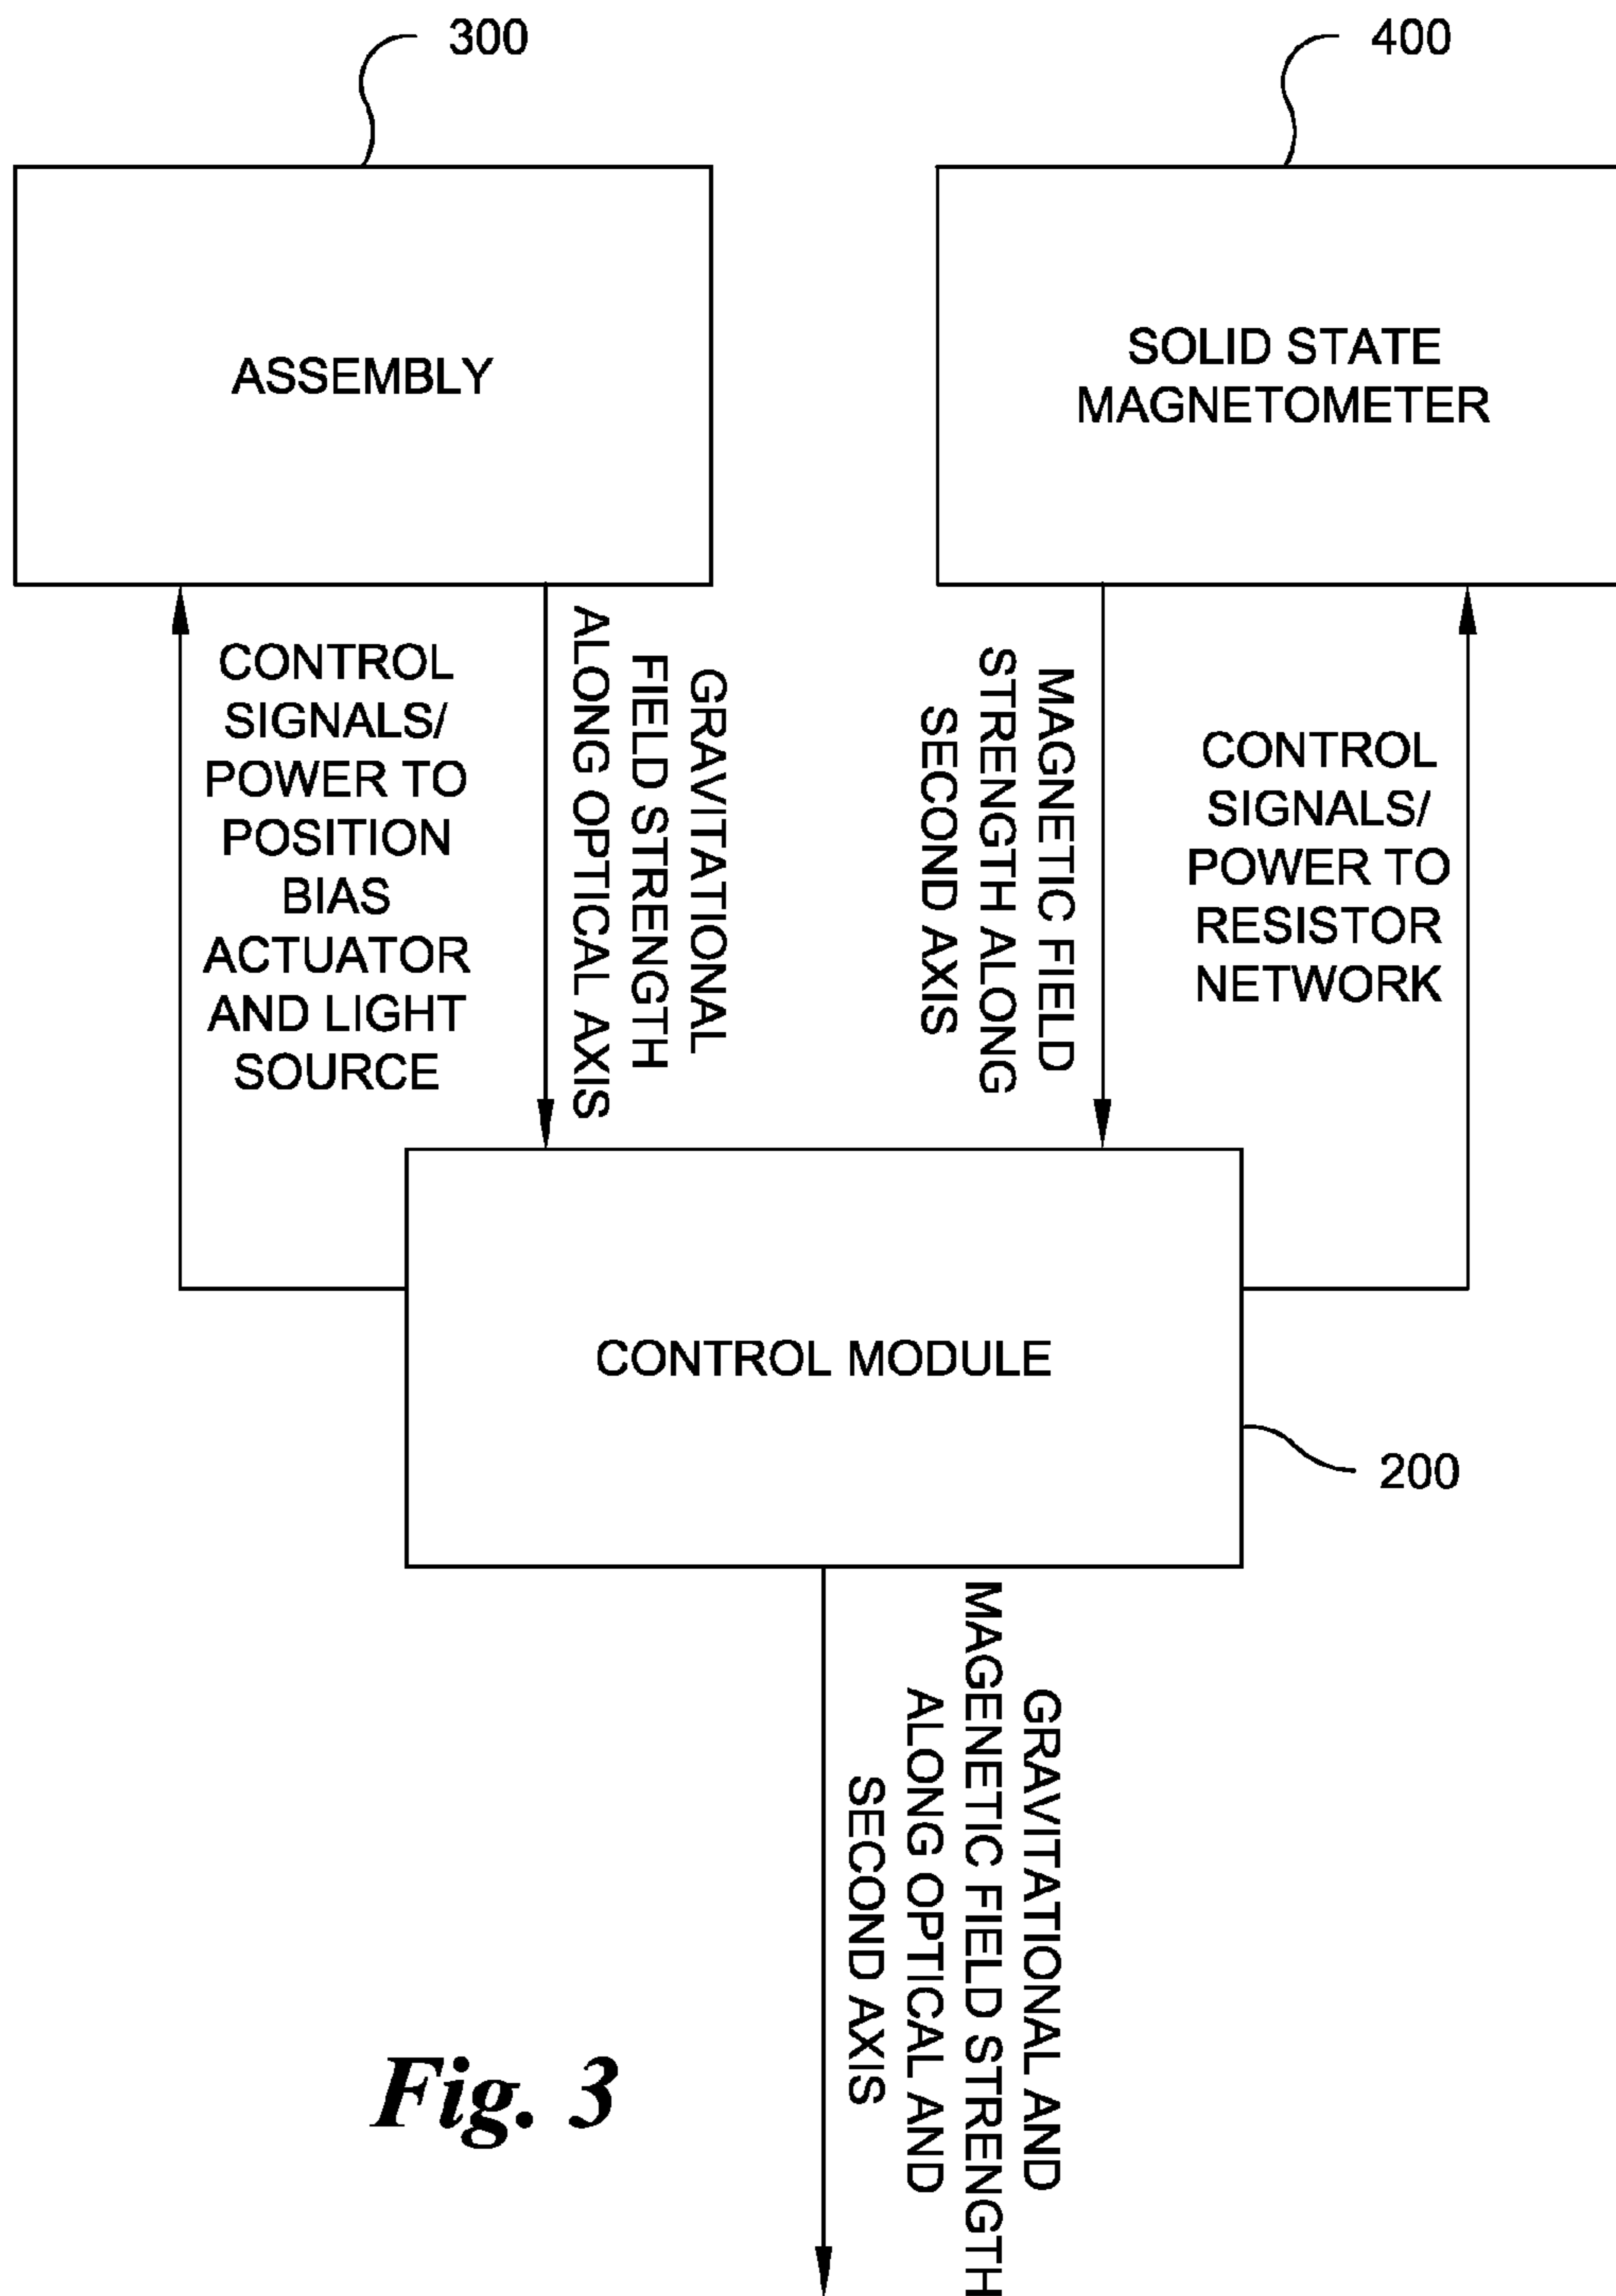 300
400
ASSEMBLY
SOLID STATE
MAGNETOMETER
CONTROL
SIGNALS/
POWER TO
POSITION
BIAS
ACTUATOR
AND LIGHT
SOURCE
GRAVITATIONAL
FIELD STRENGTH
ALONG OPTICAL AXIS
MAGNETIC FIELD
STRENGTH ALONG
SECOND AXIS
CONTROL
SIGNALS/
POWER TO
RESISTOR
NETWORK
CONTROL MODULE
200
GRAVITATIONAL AND
MAGENETIC FIELD STRENGTH
ALONG OPTICAL AND
SECOND AXIS
Fig. 3